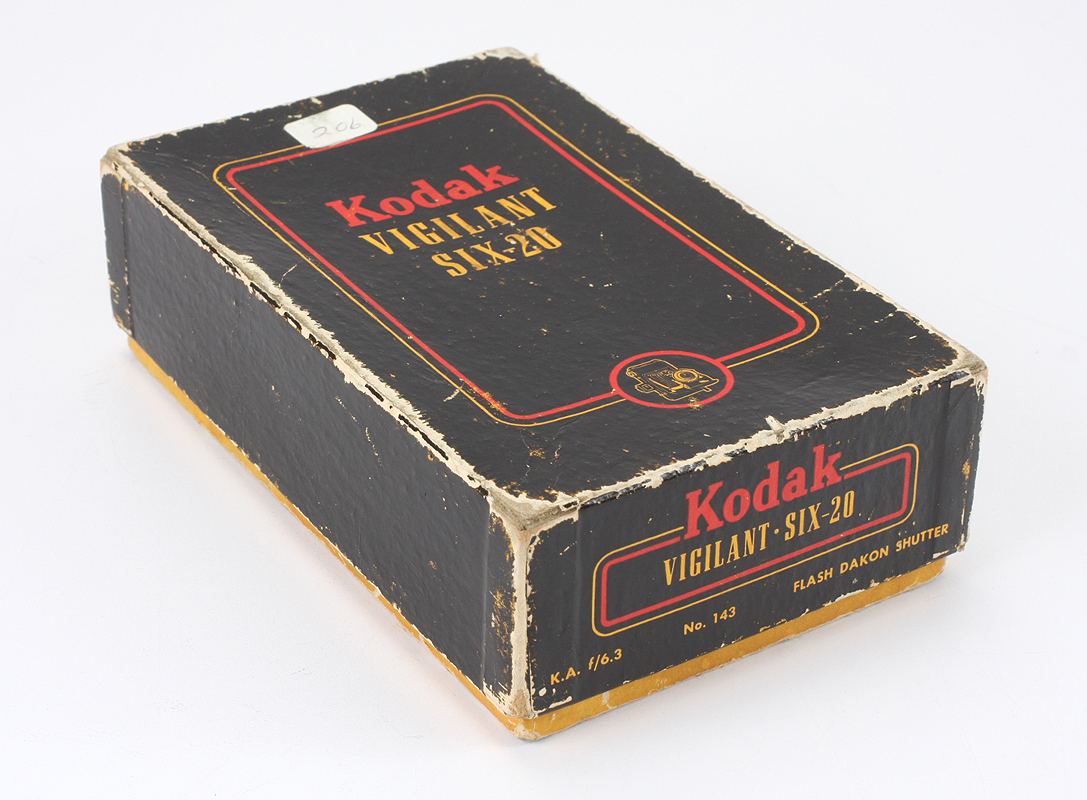 206
Kodak
VIGILANT
SIX-20
Kodak
VIGILANT·SIX-20
K.A. f/6.3 No. 143 FLASH DAKON SHUTTER